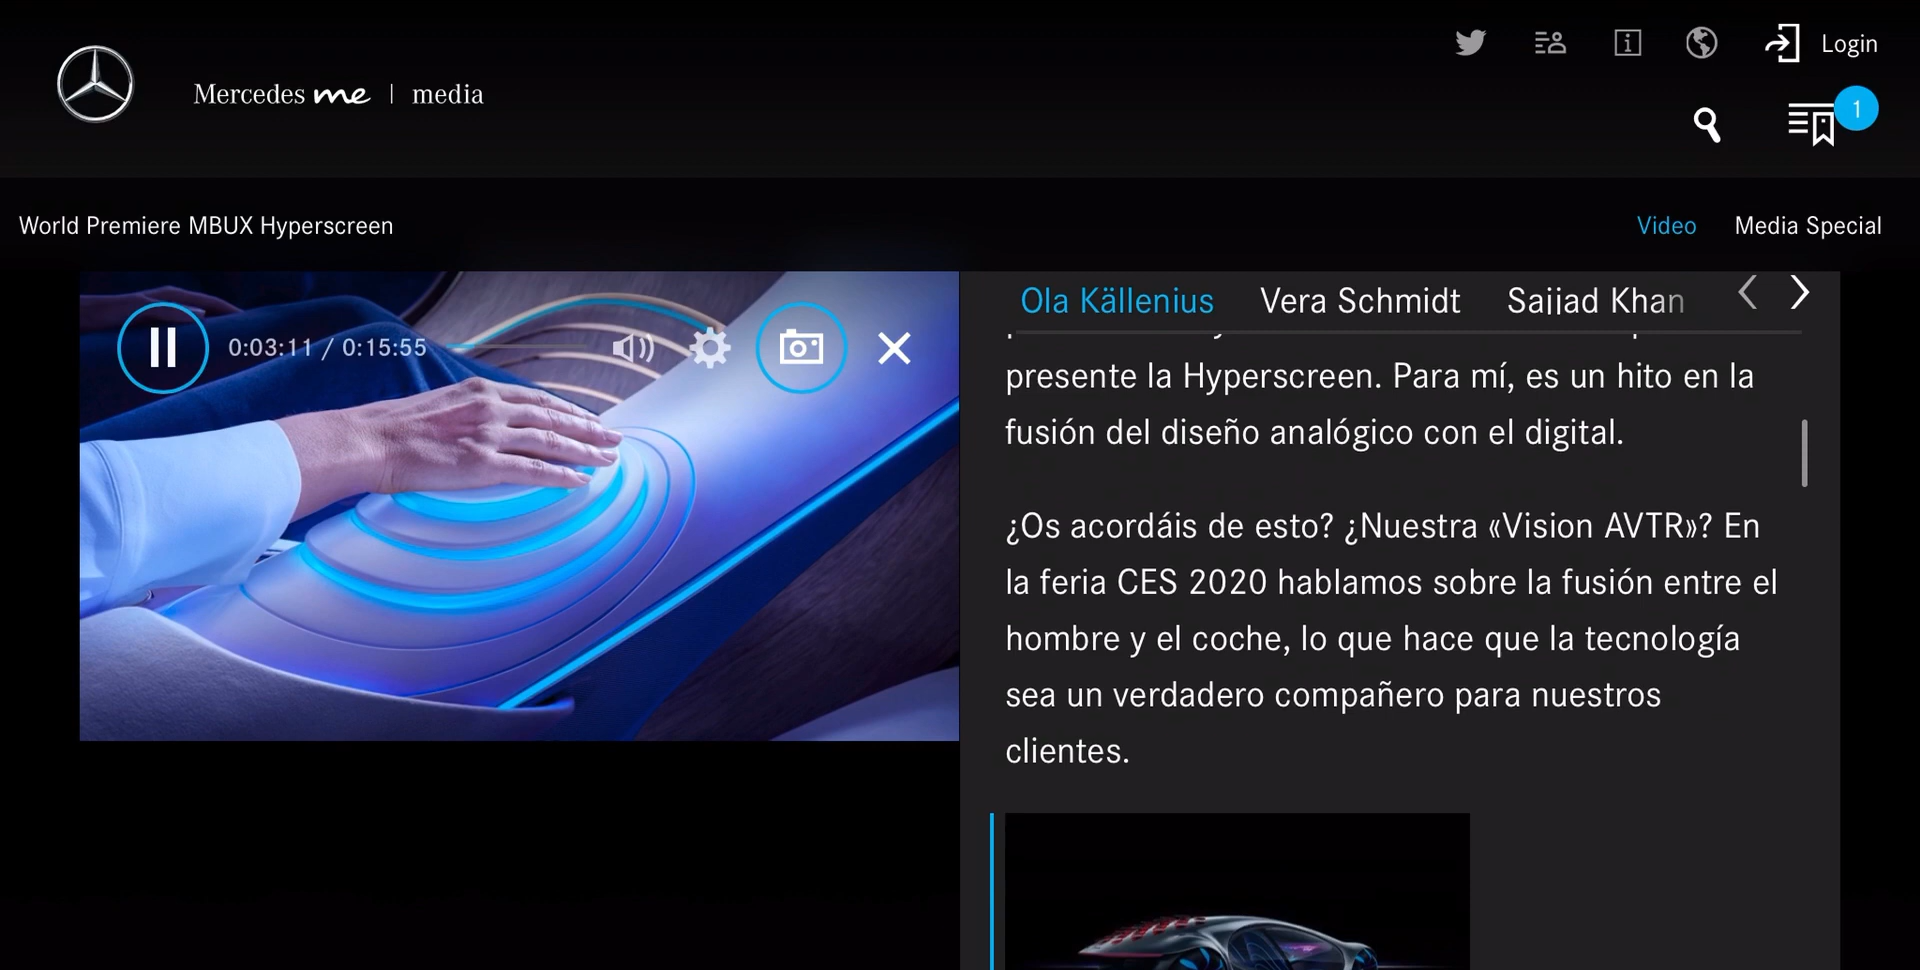 Login
Mercedes me | media
1
World Premiere MBUX Hyperscreen
Video
Media Special
0:03:11 / 0:15:55
Ola Källenius
Vera Schmidt
Sajjad Khan
presente la Hyperscreen. Para mí, es un hito en la
fusión del diseño analógico con el digital.
¿Os acordáis de esto? ¿Nuestra «Vision AVTR»? En
la feria CES 2020 hablamos sobre la fusión entre el
hombre y el coche, lo que hace que la tecnología
sea un verdadero compañero para nuestros
clientes.